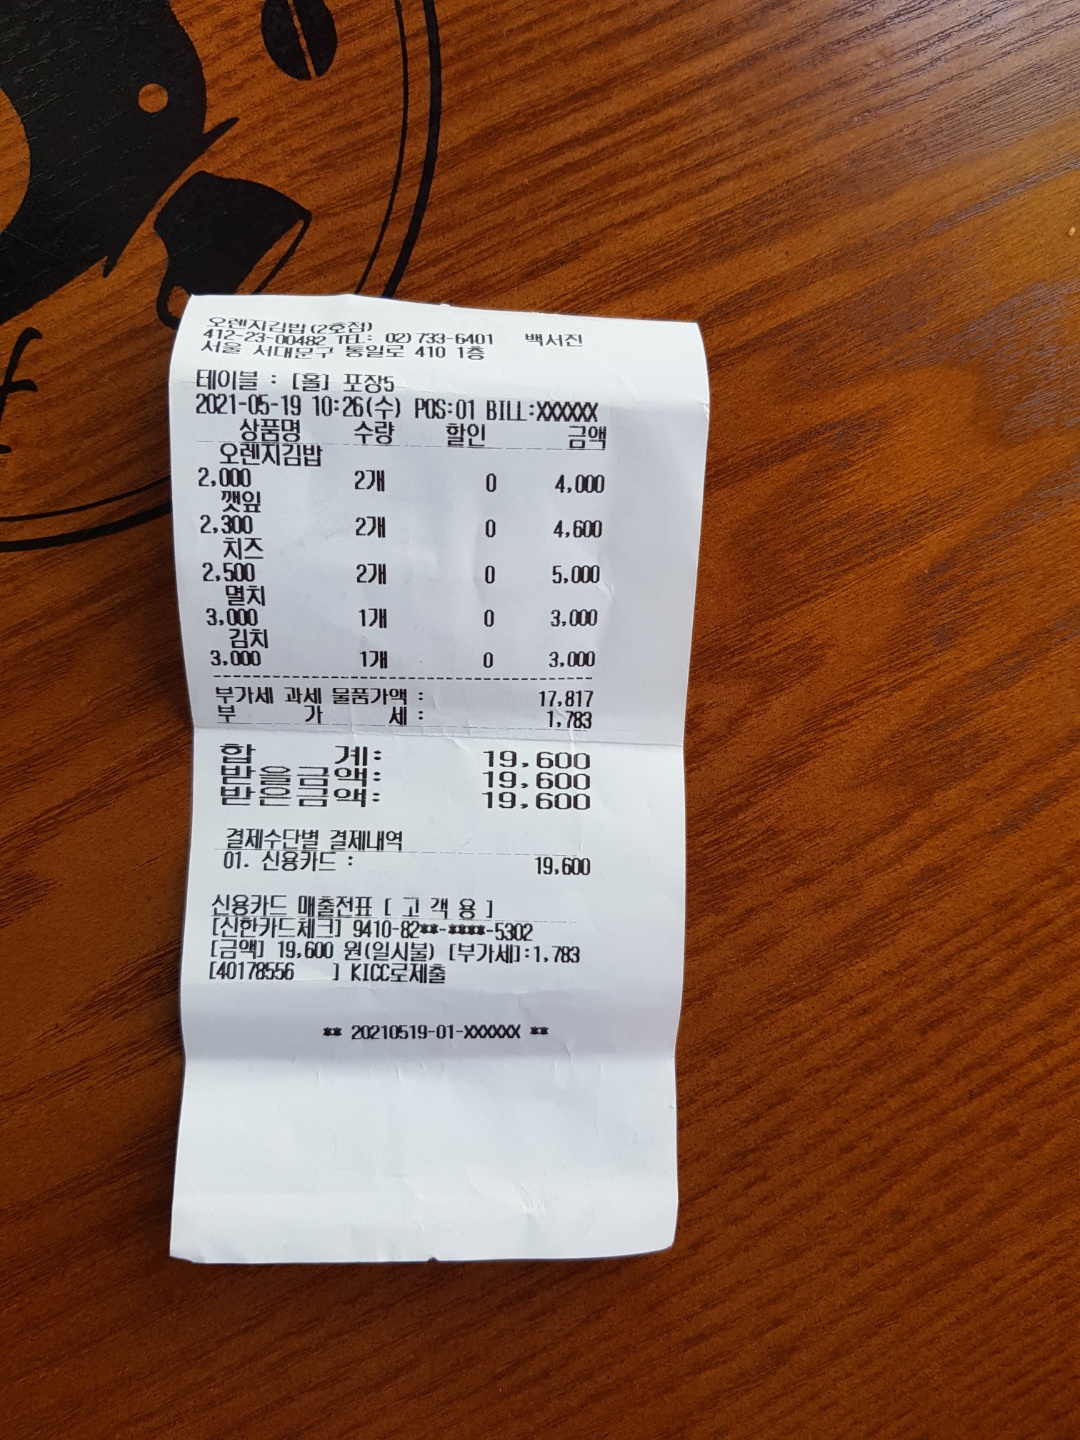 오렌지김밥(2호점)
412-23-00482 TEL: 02)733-6401 백서진
서울 서대문구 통일로 410 1층
테이블 : [홀] 포장5
2021-05-19 10:26(수) POS:01 BILL:XXXXXX
상품명 수량 할인 금액
오렌지김밥
2,000 2개 0 4,000
깻잎
2,300 2개 0 4,600
치즈
2,500 2개 0 5,000
멸치
3,000 1개 0 3,000
김치
3,000 1개 0 3,000
부가세 과세 물품가액 : 17,817
부 가 세 : 1,783
합 계: 19,600
받을금액: 19,600
받은금액: 19,600
결제수단별 결제내역
01. 신용카드 : 19,600
신용카드 매출전표 [ 고 객 용 ]
[신한카드체크] 9410-82**-****-5302
[금액] 19,600 원(일시불) [부가세]:1,783
[40178556 ] KICC로제출
** 20210519-01-XXXXXX **
f